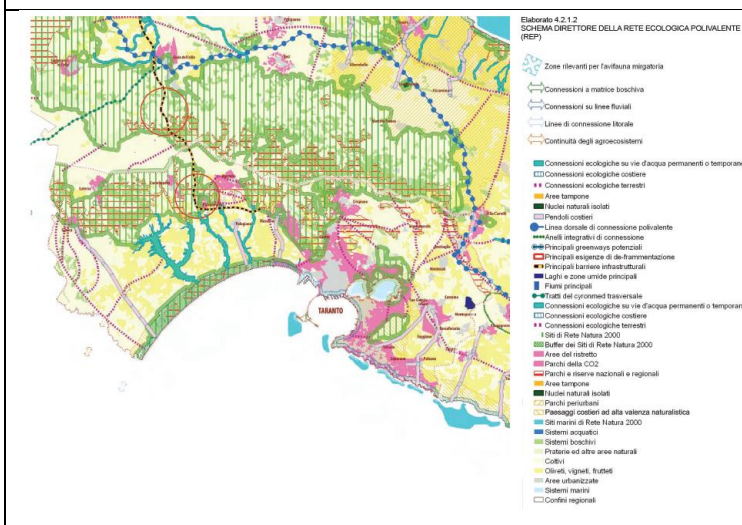 Elaborato 4.2.1.2
SCHEMA DIRETTORE DELLA RETE ECOLOGICA POLIVALENTE
(REP)
Zone rilevanti per l'avifauna mirgatoria
Connessioni a matrice boschiva
Connessioni su linee fluviali
Linee di connessione litorale
Continuità degli agroecosistemi
Connessioni ecologiche su vie d'acqua permanenti o temporane
Connessioni ecologiche costiere
Connessioni ecologiche terrestri
Aree tampone
Nuclei naturali isolati
Pendoli costieri
Linea dorsale di connessione polivalente
Anelli integrativi di connessione
Principali greenways potenziali
Principali esigenze di de-frammentazione
Principali barriere infrastrutturali
Laghi e zone umide principali
Fiumi principali
Tratti del cyronmed trasversale
Connessioni ecologiche su vie d'acqua permanenti o temporan
Connessioni ecologiche costiere
Connessioni ecologiche terrestri
Siti di Rete Natura 2000
Buffer dei Siti di Rete Natura 2000
Aree del ristretto
Parchi della CO2
Parchi e riserve nazionali e regionali
Aree tampone
Nuclei naturali isolati
Parchi periurbani
Paesaggi costieri ad alta valenza naturalistica
Siti marini di Rete Natura 2000
Sistemi acquatici
Sistemi boschivi
Praterie ed altre aree naturali
Coltivi
Olireti, vigneti, frutteti
Aree urbanizzate
Sistemi marini
Confini regionali
TARANTO